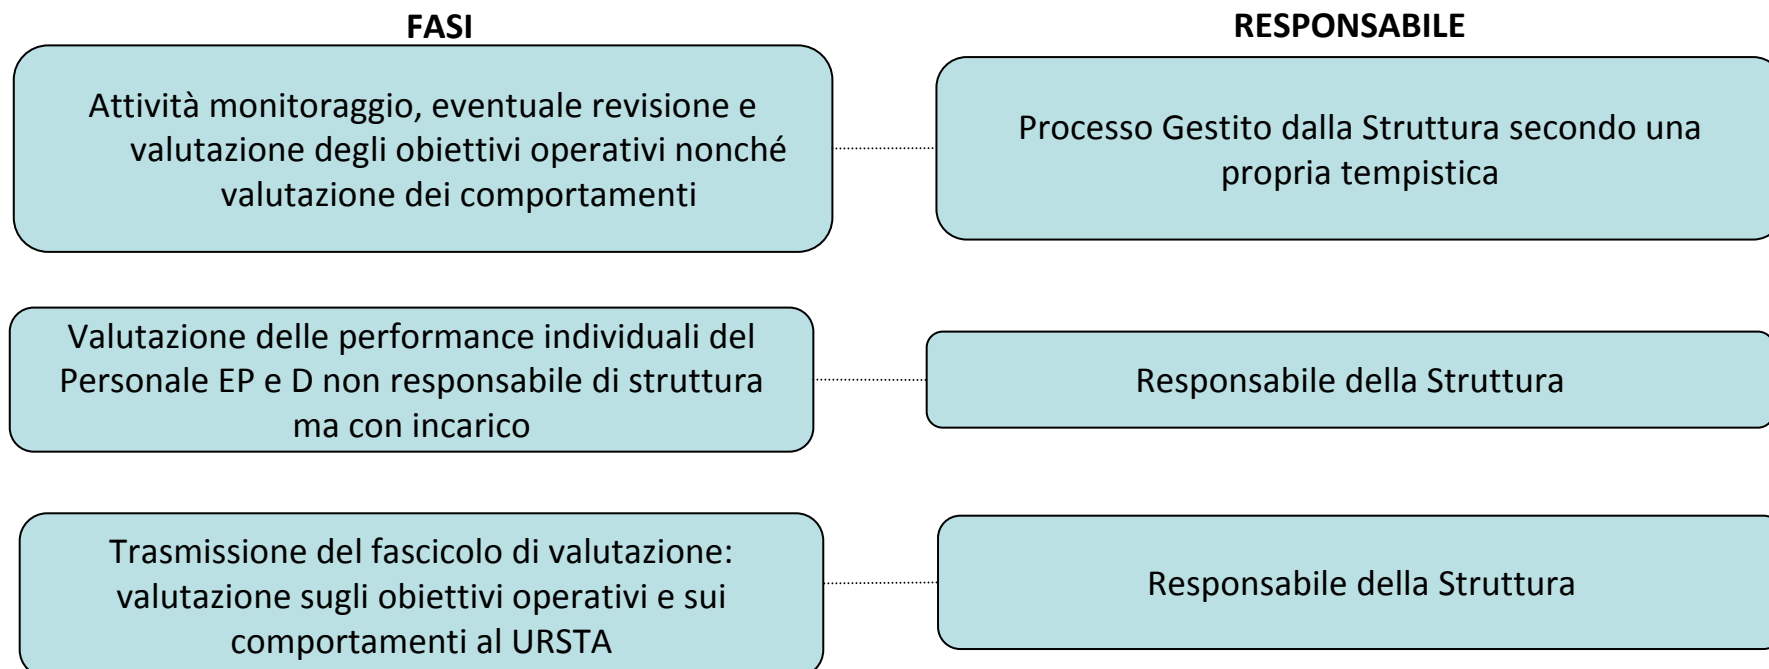 FASI
RESPONSABILE
Attività monitoraggio, eventuale revisione e
valutazione degli obiettivi operativi nonché
valutazione dei comportamenti
Processo Gestito dalla Struttura secondo una
propria tempistica
Valutazione delle performance individuali del
Personale EP e D non responsabile di struttura
ma con incarico
Responsabile della Struttura
Trasmissione del fascicolo di valutazione:
valutazione sugli obiettivi operativi e sui
comportamenti al URSTA
Responsabile della Struttura